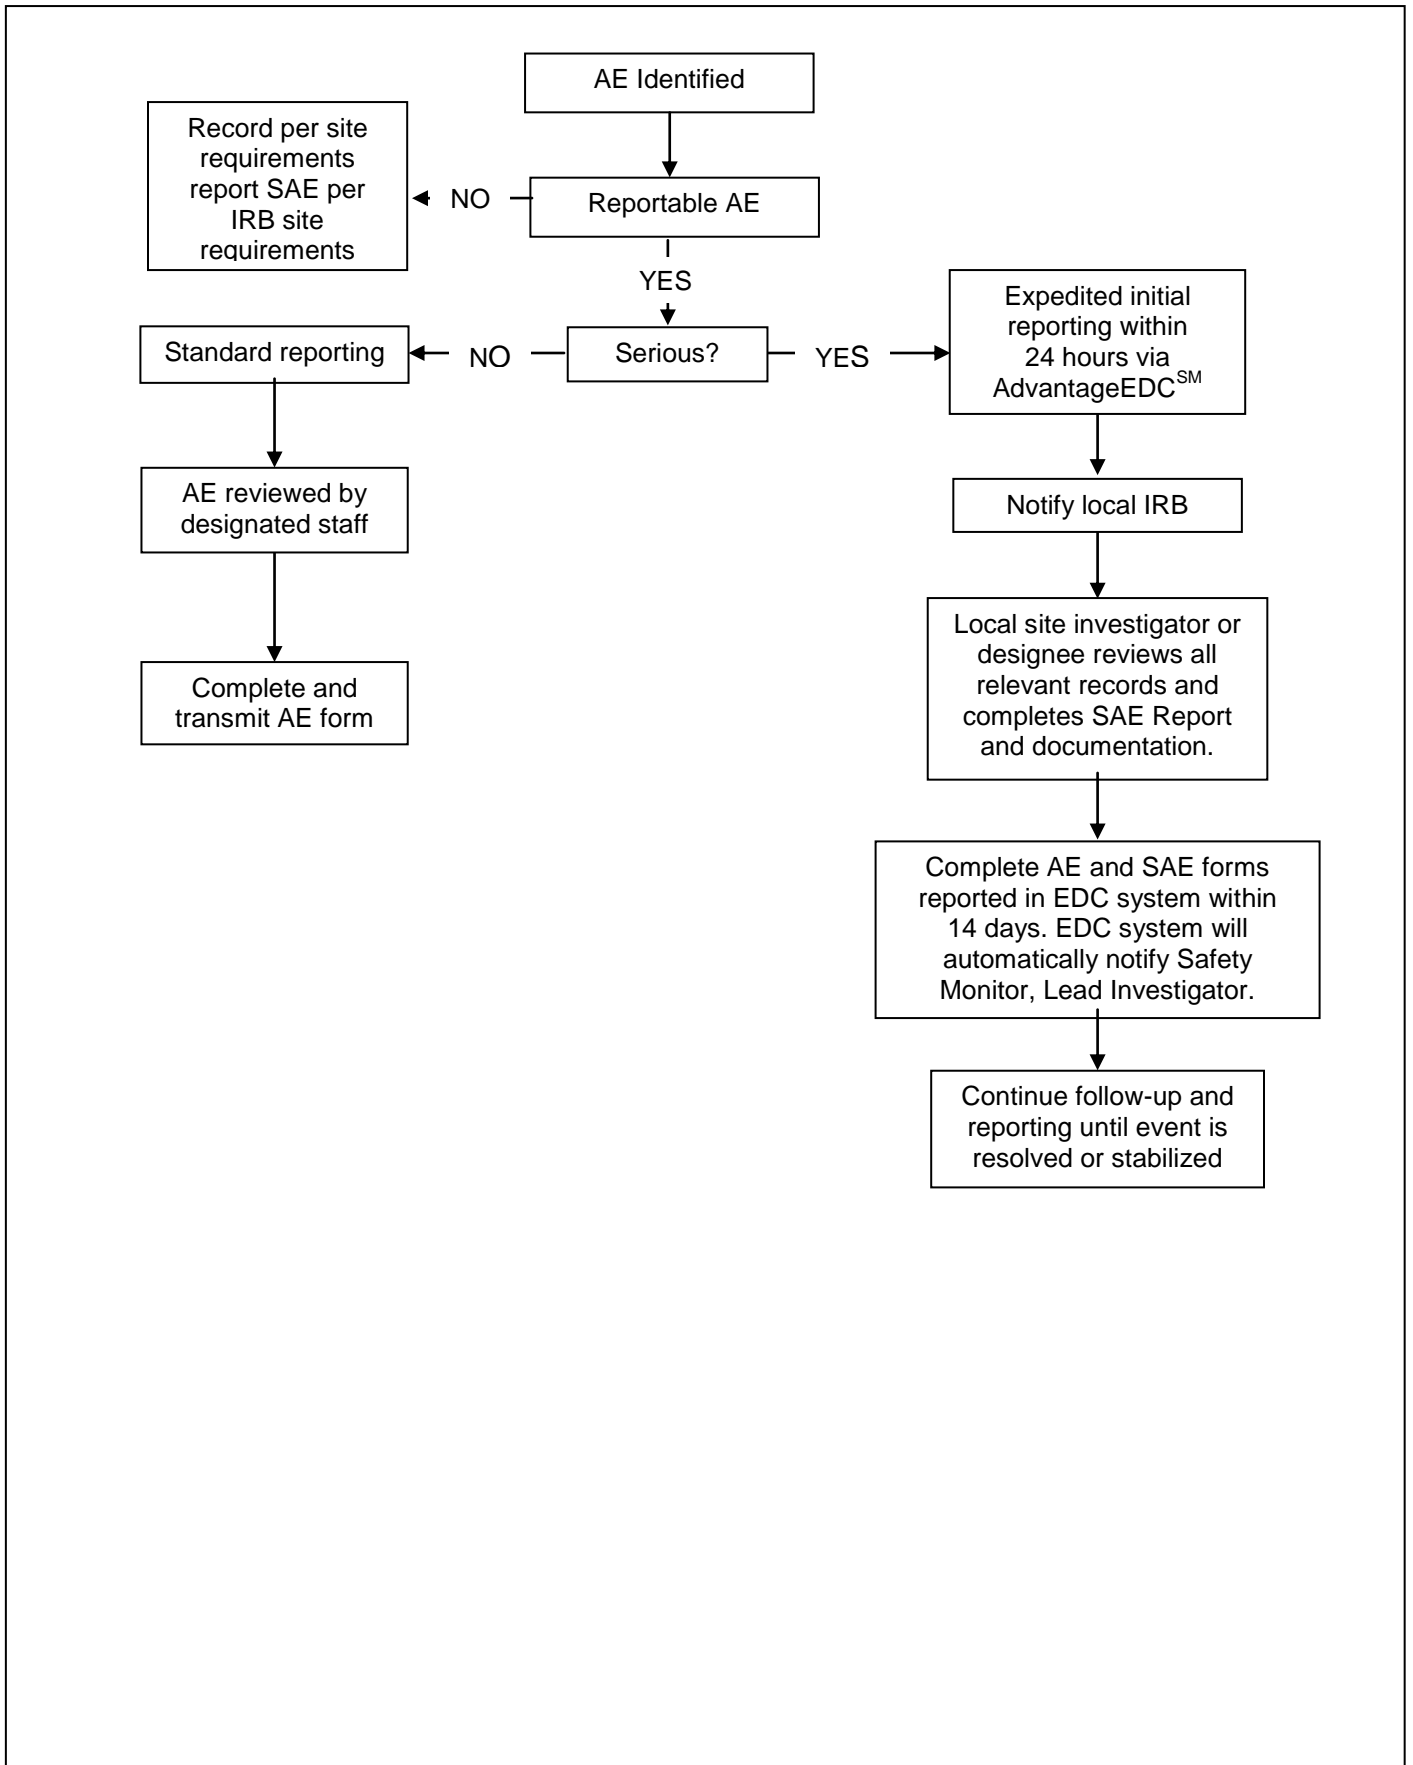 AE Identified
Record per site
requirements
report SAE per
IRB site
requirements
NO
Reportable AE
YES
Standard reporting
NO
Serious?
YES
Expedited initial
reporting within
24 hours via
AdvantageEDC^SM
AE reviewed by
designated staff
Notify local IRB
Complete and
transmit AE form
Local site investigator or
designee reviews all
relevant records and
completes SAE Report
and documentation.
Complete AE and SAE forms
reported in EDC system within
14 days. EDC system will
automatically notify Safety
Monitor, Lead Investigator.
Continue follow-up and
reporting until event is
resolved or stabilized